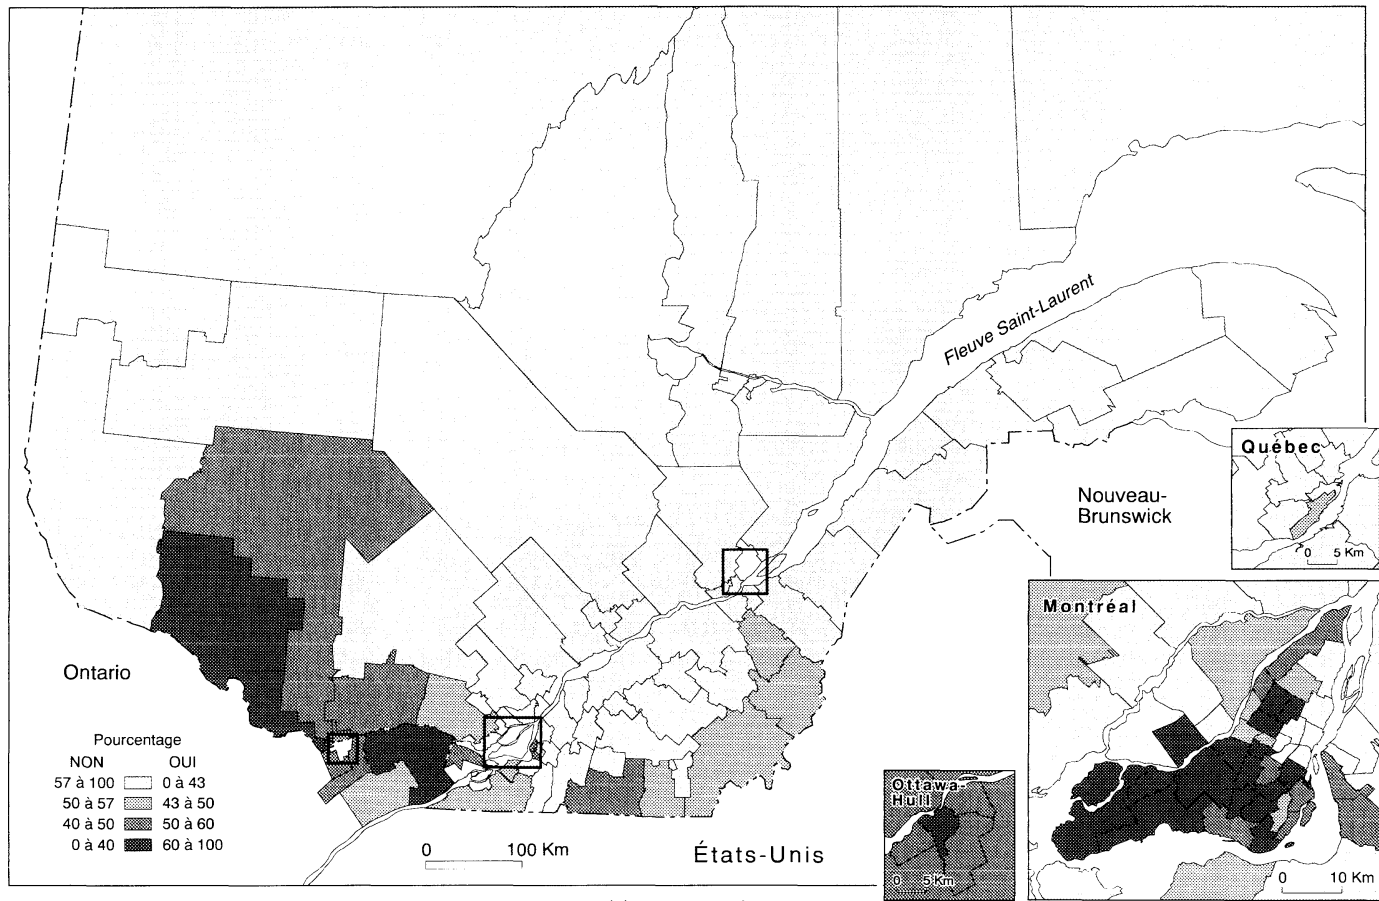 Fleuve Saint-Laurent
Québec
0 5 Km
Nouveau-
Brunswick
Montréal
0 10 Km
Ontario
Pourcentage
NON OUI
57 à 100 0 à 43
50 à 57 43 à 50
40 à 50 50 à 60
0 à 40 60 à 100
0 100 Km
États-Unis
Ottawa-
Hull
0 5 Km